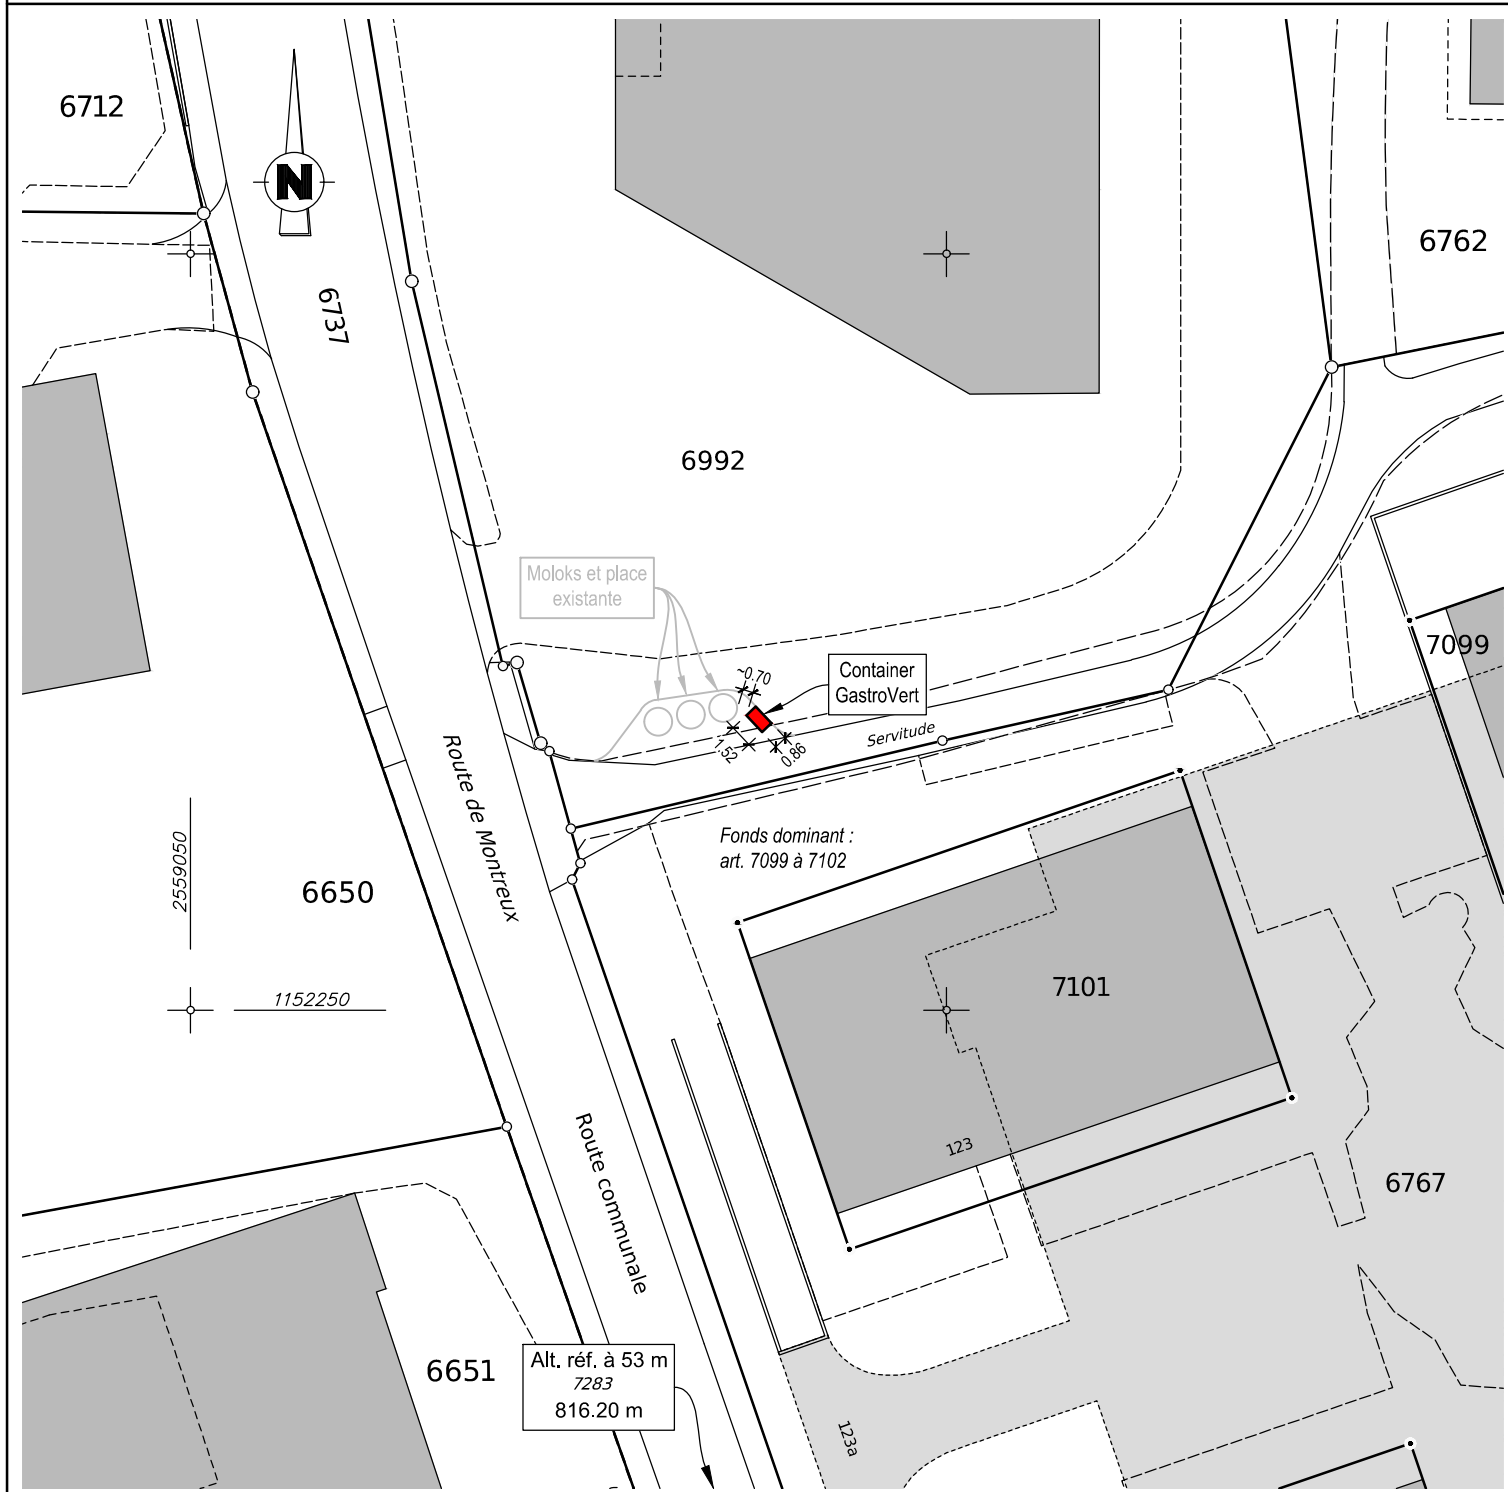 6712
N
6762
6737
6992
Moloks et place
existante
~0.70
Container
GastroVert
7099
1.52
0.86
Servitude
Route de Montreux
Fonds dominant :
art. 7099 à 7102
2559050
6650
1152250
7101
Route communale
123
6767
6651
Alt. réf. à 53 m
7283
816.20 m
123a